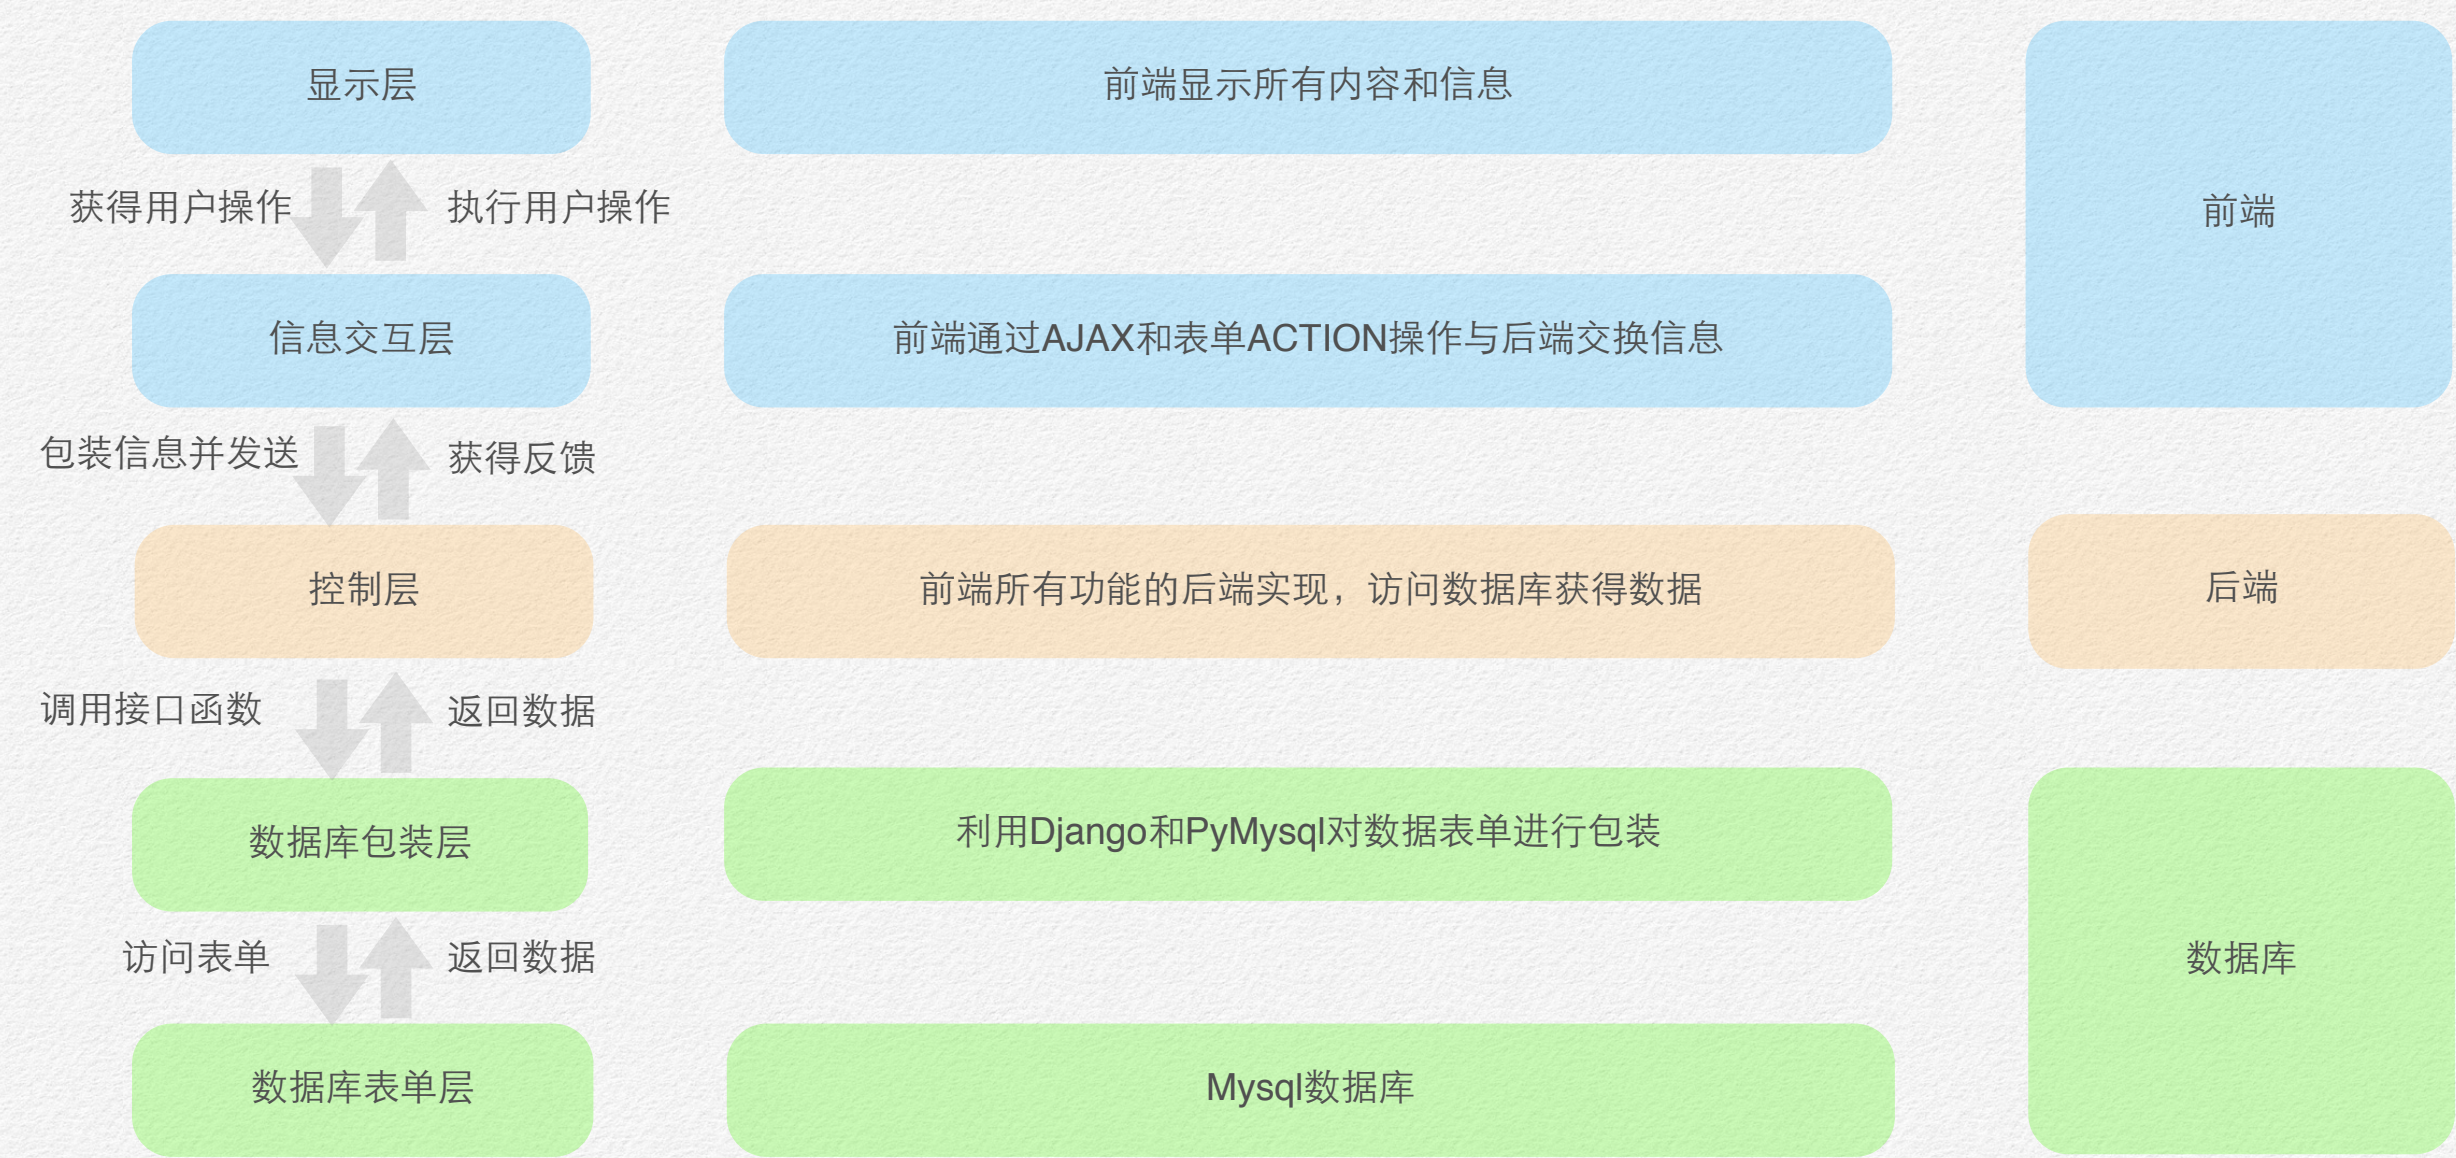 显示层
前端显示所有内容和信息
前端
获得用户操作
执行用户操作
信息交互层
前端通过AJAX和表单ACTION操作与后端交换信息
包装信息并发送
获得反馈
控制层
前端所有功能的后端实现，访问数据库获得数据
后端
调用接口函数
返回数据
数据库包装层
利用Django和PyMysql对数据表单进行包装
数据库
访问表单
返回数据
数据库表单层
Mysql数据库